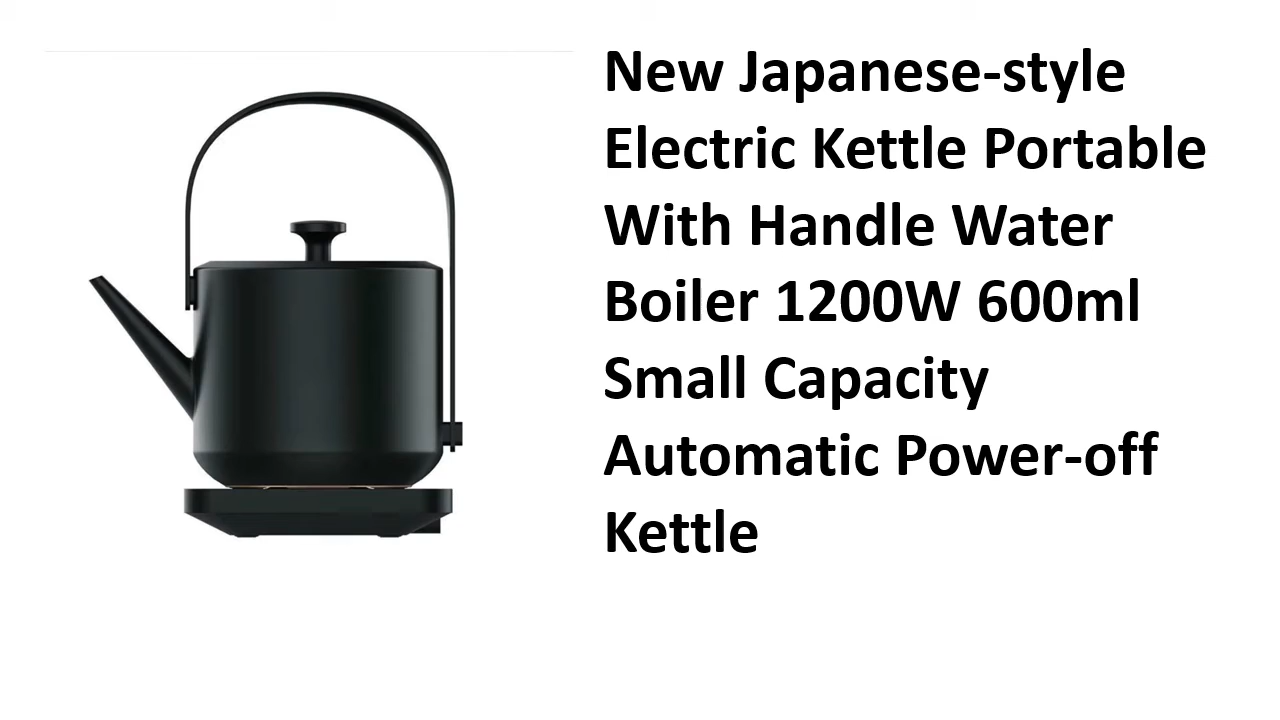 New Japanese-style
Electric Kettle Portable
With Handle Water
Boiler 1200W 600ml
Small Capacity
Automatic Power-off
Kettle